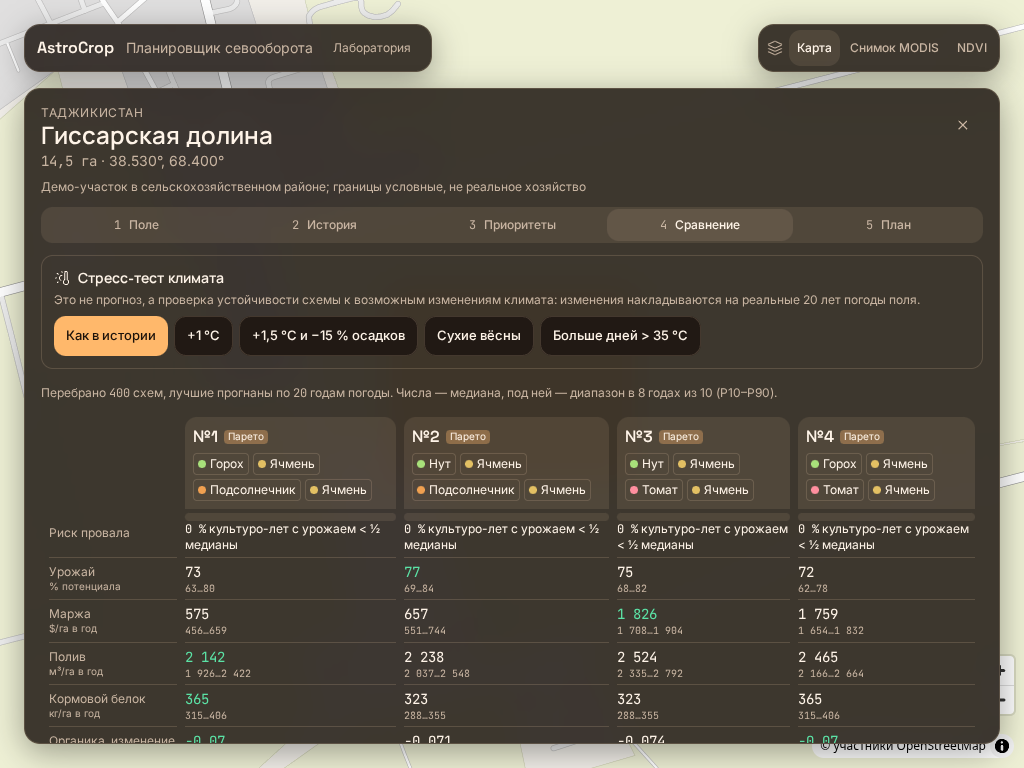 AstroCrop Планировщик севооборота Лаборатория
Карта Снимок MODIS NDVI
ТАДЖИКИСТАН
Гиссарская долина
14,5 га · 38.530°, 68.400°
Демо-участок в сельскохозяйственном районе; границы условные, не реальное хозяйство
1 Поле 2 История 3 Приоритеты 4 Сравнение 5 План
Стресс-тест климата
Это не прогноз, а проверка устойчивости схемы к возможным изменениям климата: изменения накладываются на реальные 20 лет погоды поля.
Как в истории +1 °C +1,5 °C и −15 % осадков Сухие вёсны Больше дней > 35 °C
Перебрано 400 схем, лучшие прогнаны по 20 годам погоды. Числа — медиана, под ней — диапазон в 8 годах из 10 (P10–P90).
№1 Парето №2 Парето №3 Парето №4 Парето
Горох Ячмень Нут Ячмень Нут Ячмень Горох Ячмень
Подсолнечник Ячмень Подсолнечник Ячмень Томат Ячмень Томат Ячмень
Риск провала
0 % культуро-лет с урожаем < ½ медианы
0 % культуро-лет с урожаем < ½ медианы
0 % культуро-лет с урожаем < ½ медианы
0 % культуро-лет с урожаем < ½ медианы
Урожай 73 77 75 72
% потенциала 63…80 69…84 68…82 62…78
Маржа 575 657 1 826 1 759
$/га в год 456…659 551…744 1 708…1 904 1 654…1 832
Полив 2 142 2 238 2 524 2 465
м³/га в год 1 926…2 422 2 037…2 548 2 335…2 792 2 166…2 664
Кормовой белок 365 323 323 365
кг/га в год 315…406 288…355 288…355 315…406
Органика, изменение -0,07 -0,071 -0,074 -0,07
© участники OpenStreetMap